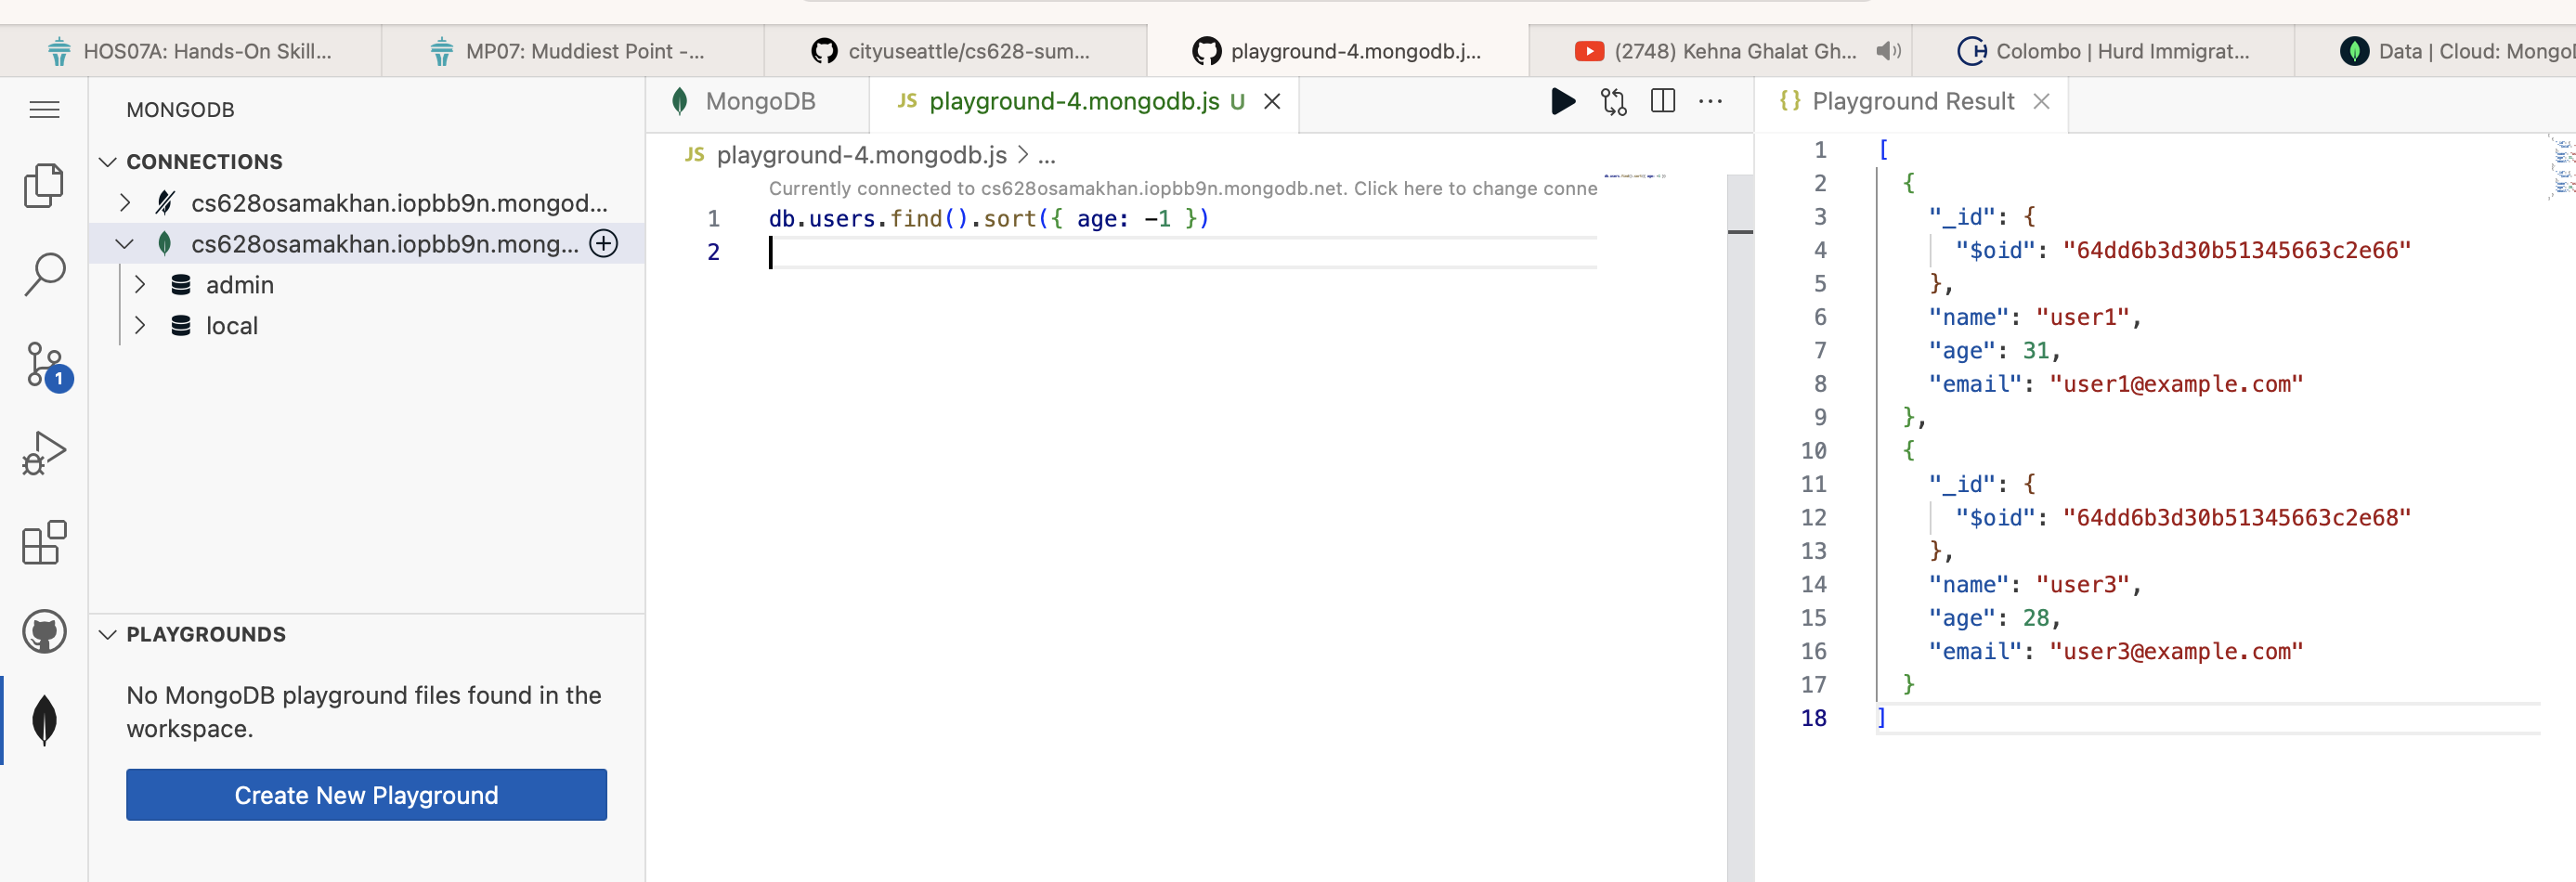 HOS07A: Hands-On Skill...
MP07: Muddiest Point -...
cityuseattle/cs628-sum...
playground-4.mongodb.j...
(2748) Kehna Ghalat Gh...
Colombo | Hurd Immigrat...
Data | Cloud: MongoD
MONGODB
CONNECTIONS
cs628osamakhan.iopbb9n.mongod...
cs628osamakhan.iopbb9n.mong...
admin
local
1
PLAYGROUNDS
No MongoDB playground files found in the
workspace.
Create New Playground
MongoDB
JS playground-4.mongodb.js U
JS playground-4.mongodb.js > ...
Currently connected to cs628osamakhan.iopbb9n.mongodb.net. Click here to change conne
1 db.users.find().sort({ age: -1 })
2
{} Playground Result
1 [
2 {
3 "_id": {
4 "$oid": "64dd6b3d30b51345663c2e66"
5 },
6 "name": "user1",
7 "age": 31,
8 "email": "user1@example.com"
9 },
10 {
11 "_id": {
12 "$oid": "64dd6b3d30b51345663c2e68"
13 },
14 "name": "user3",
15 "age": 28,
16 "email": "user3@example.com"
17 }
18 ]